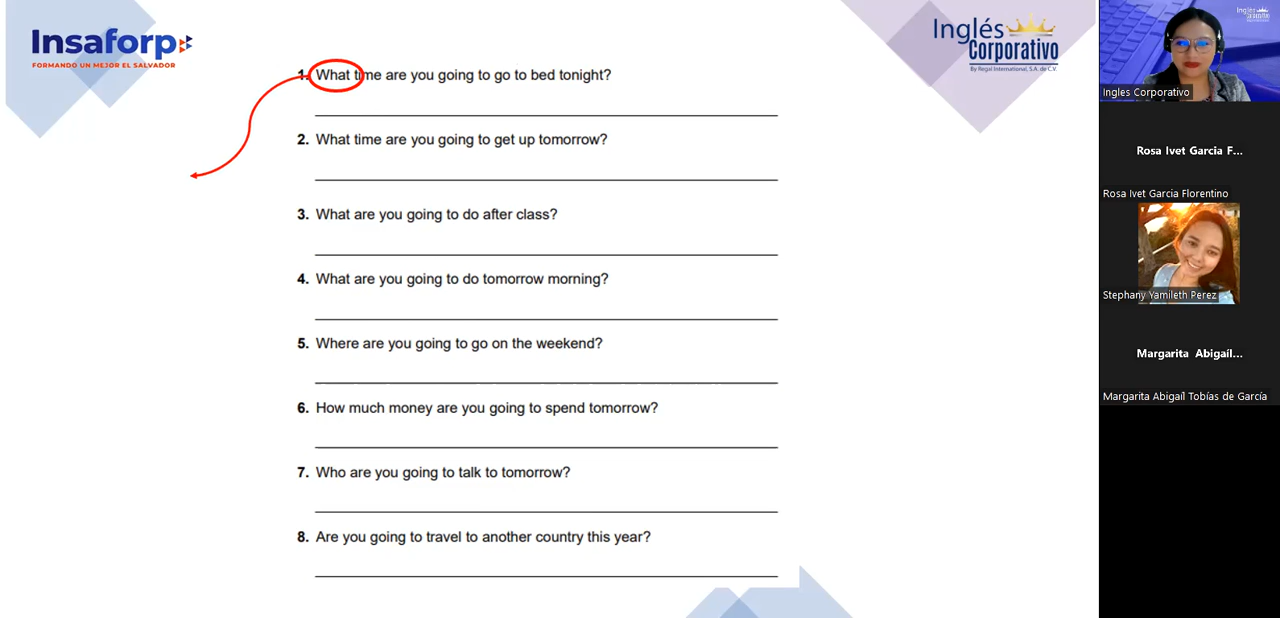 Insaforp
FORMANDO UN MEJOR EL SALVADOR
Inglés
Corporativo
By Regal International, S.A. de C.V.
1. What time are you going to go to bed tonight?
2. What time are you going to get up tomorrow?
3. What are you going to do after class?
4. What are you going to do tomorrow morning?
5. Where are you going to go on the weekend?
6. How much money are you going to spend tomorrow?
7. Who are you going to talk to tomorrow?
8. Are you going to travel to another country this year?
Ingles Corporativo
Rosa Ivet Garcia F...
Rosa Ivet Garcia Florentino
Stephany Yamileth Perez
Margarita Abigaíl...
Margarita Abigaíl Tobías de García